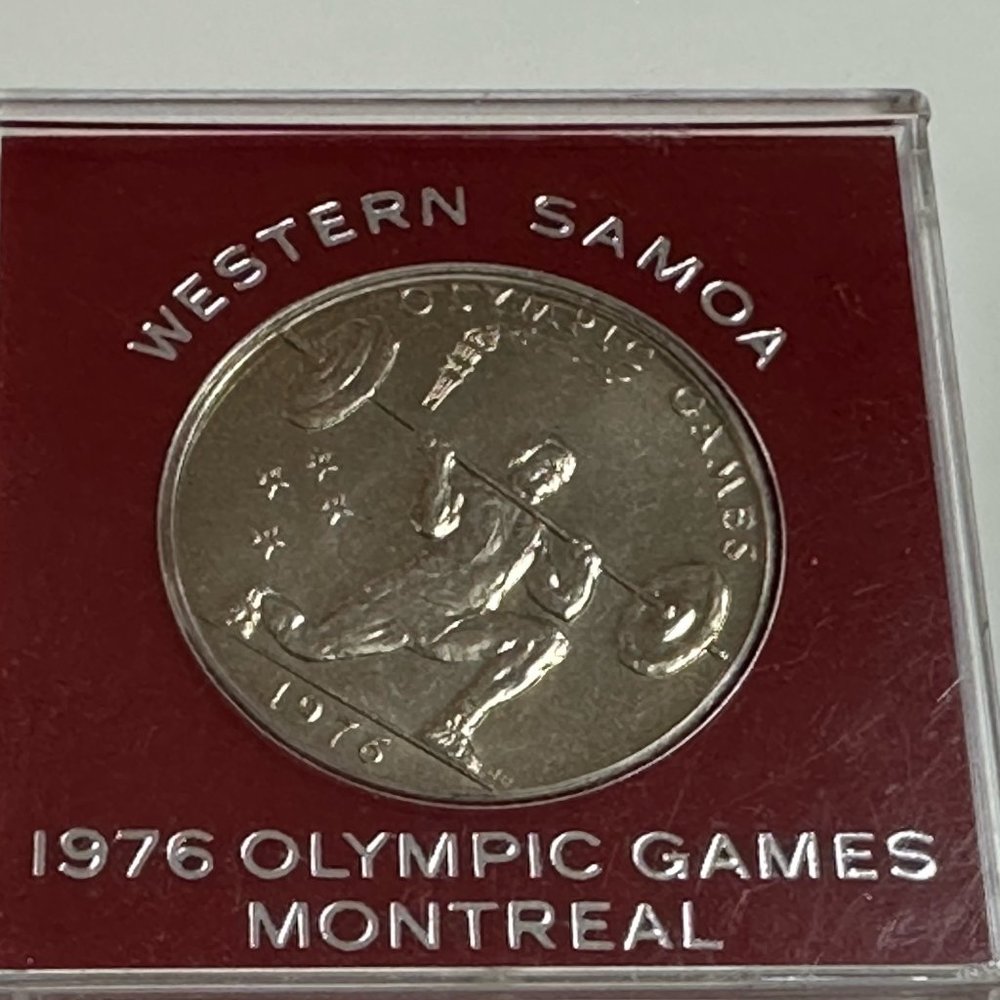 WESTERN SAMOA
OLYMPIC GAMES
1976
1976 OLYMPIC GAMES
MONTREAL